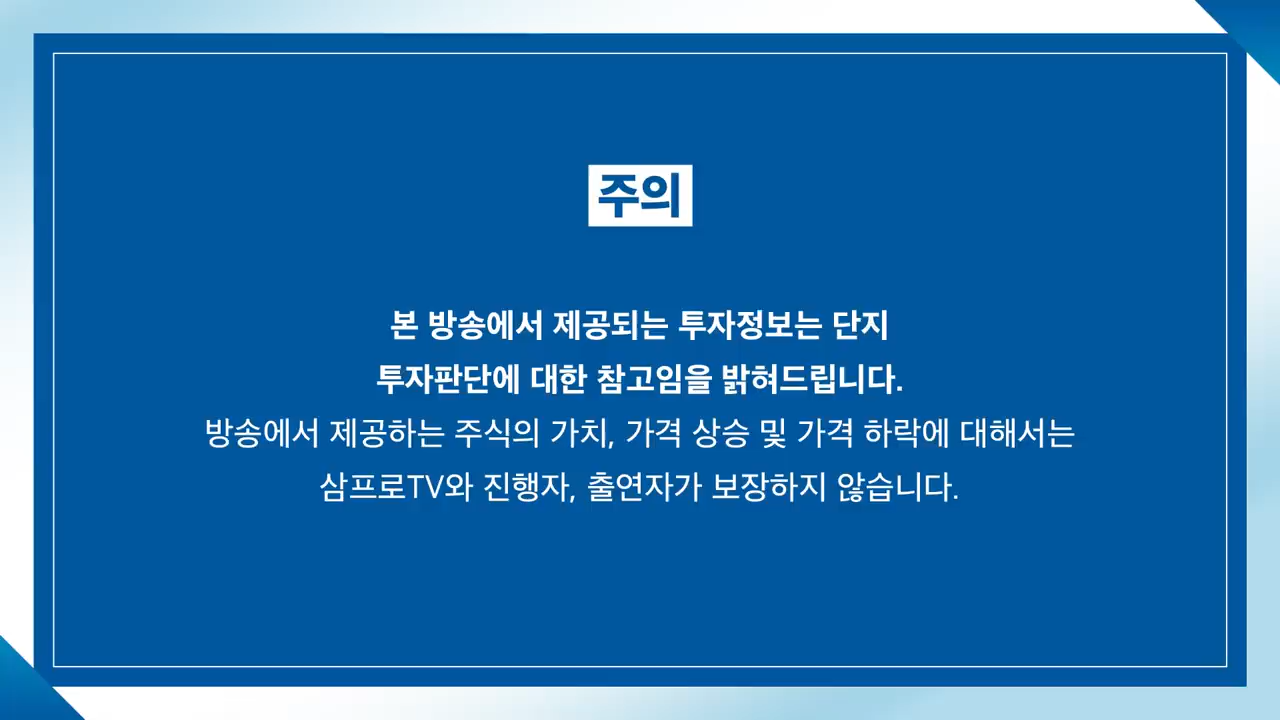 주의
본 방송에서 제공되는 투자정보는 단지
투자판단에 대한 참고임을 밝혀드립니다.
방송에서 제공하는 주식의 가치, 가격 상승 및 가격 하락에 대해서는
삼프로TV와 진행자, 출연자가 보장하지 않습니다.